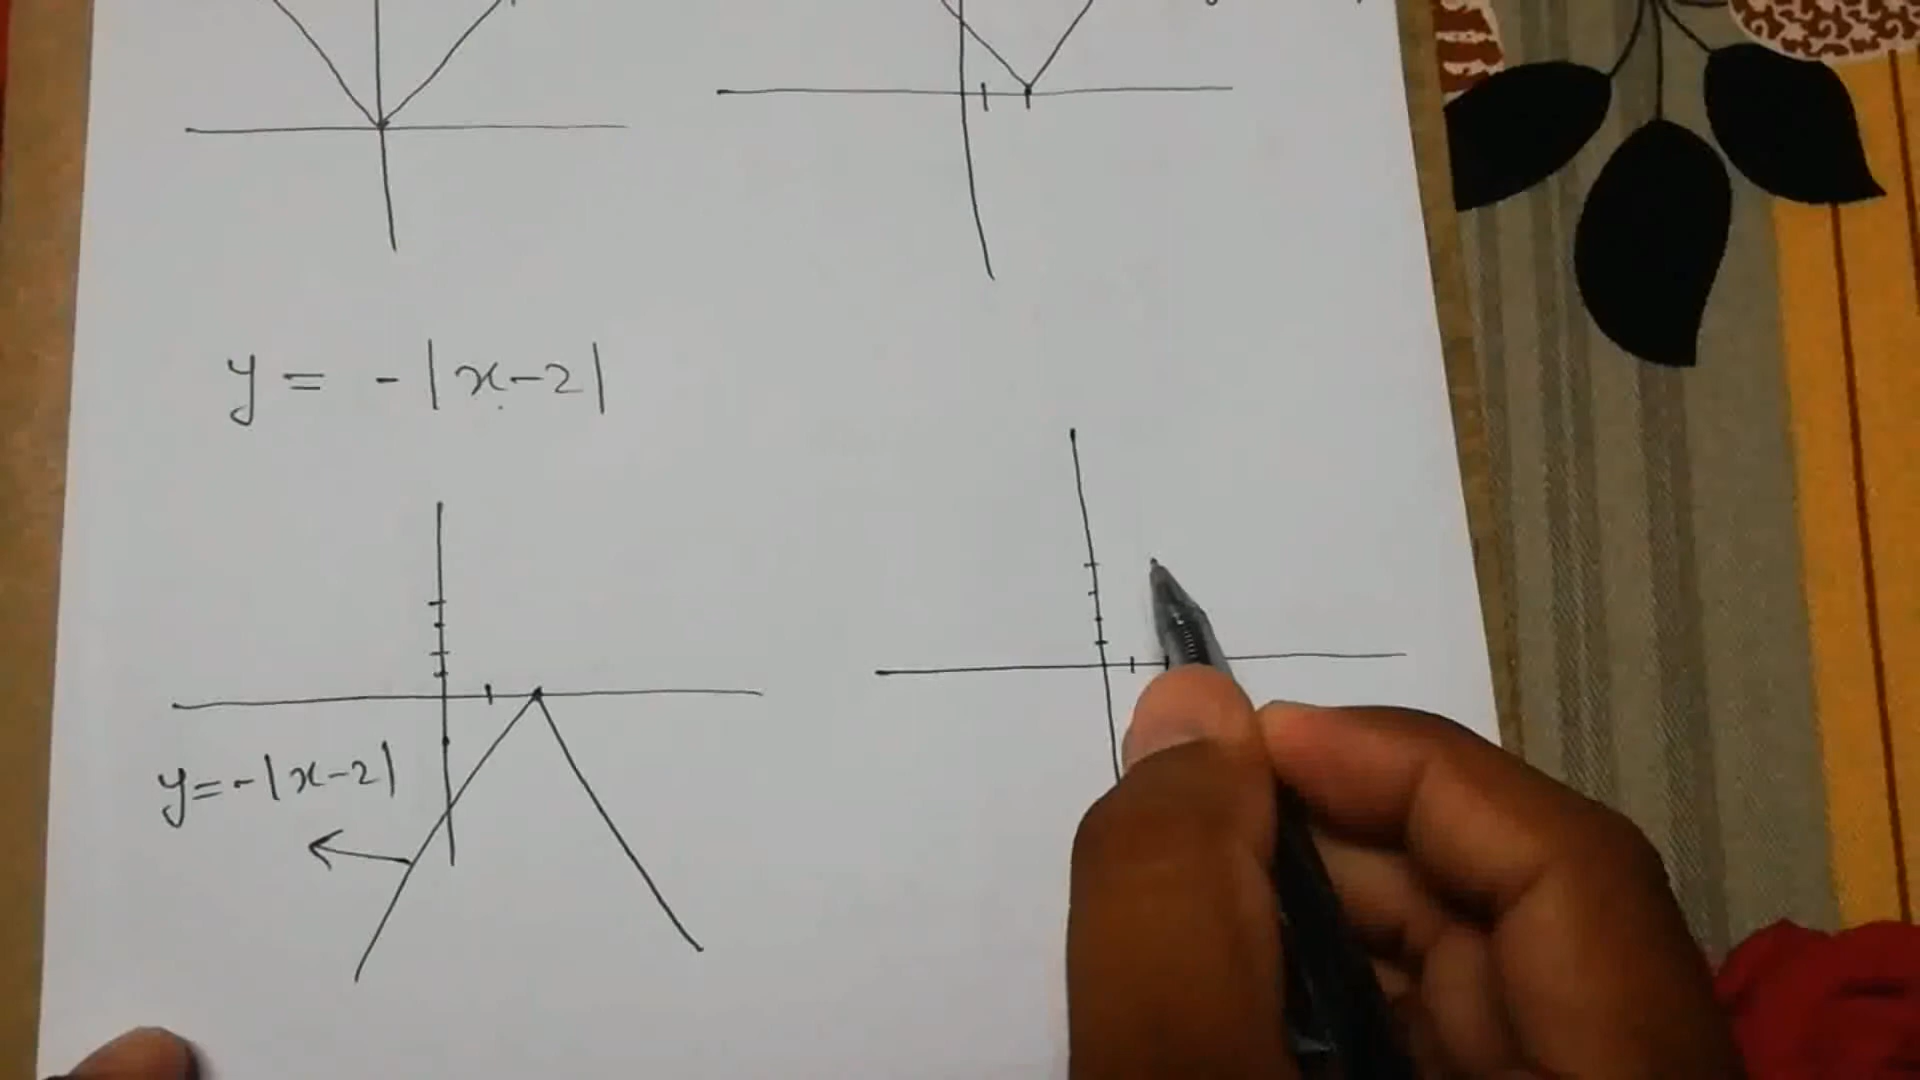 y = - |x-2|
y=-|x-2|